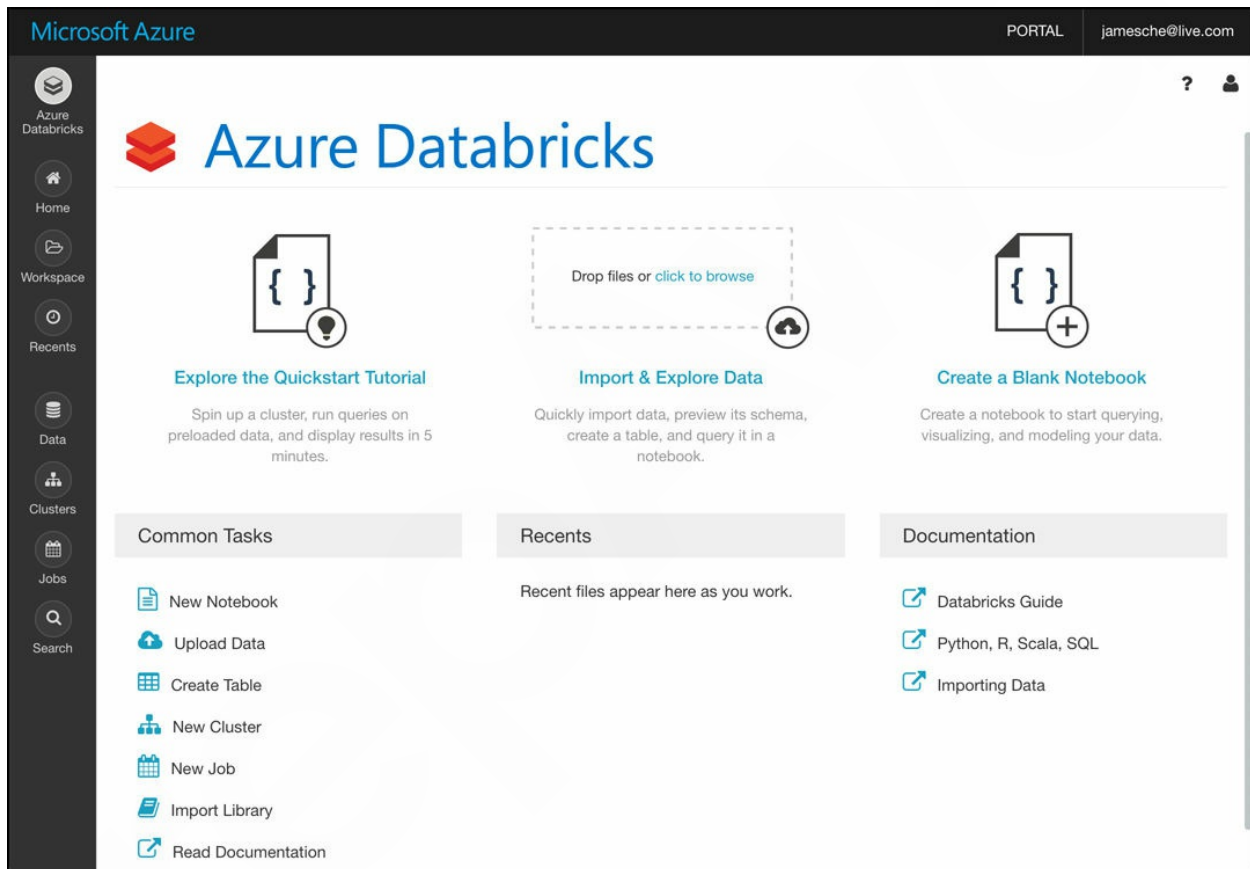 Microsoft Azure
PORTAL
jamesche@live.com
Azure
Databricks
Home
Workspace
Recents
Data
Clusters
Jobs
Search
?
Azure Databricks
{ }
Explore the Quickstart Tutorial
Spin up a cluster, run queries on
preloaded data, and display results in 5
minutes.
Drop files or click to browse
Import & Explore Data
Quickly import data, preview its schema,
create a table, and query it in a
notebook.
{ }
Create a Blank Notebook
Create a notebook to start querying,
visualizing, and modeling your data.
Common Tasks
New Notebook
Upload Data
Create Table
New Cluster
New Job
Import Library
Read Documentation
Recents
Recent files appear here as you work.
Documentation
Databricks Guide
Python, R, Scala, SQL
Importing Data